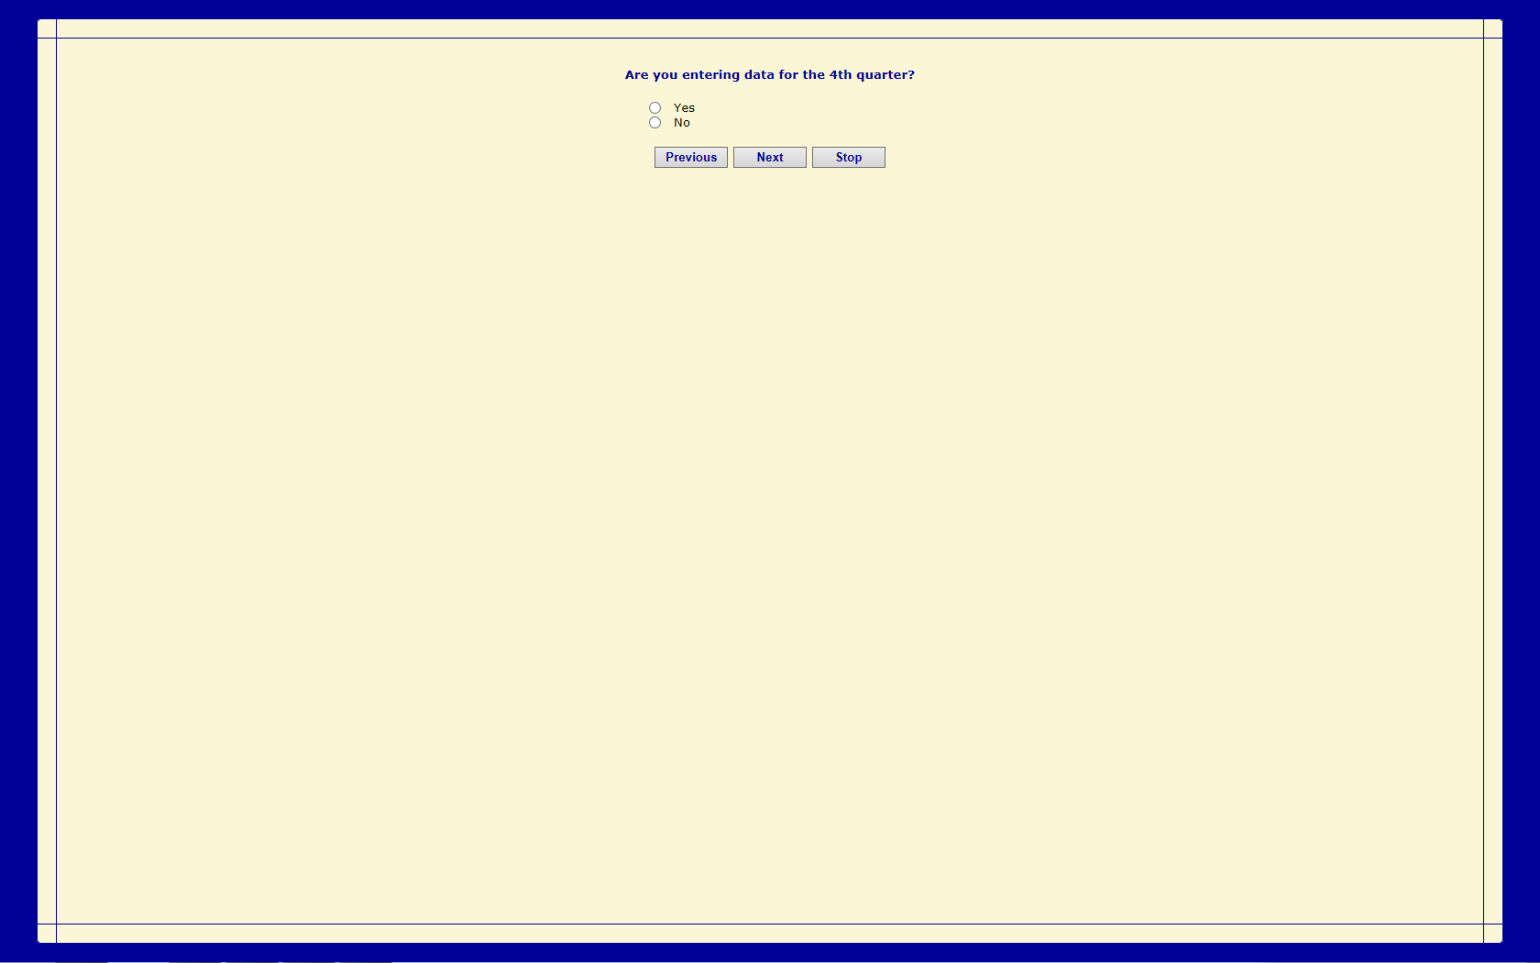 Are you entering data for the 4th quarter?
Yes
No
Previous Next Stop